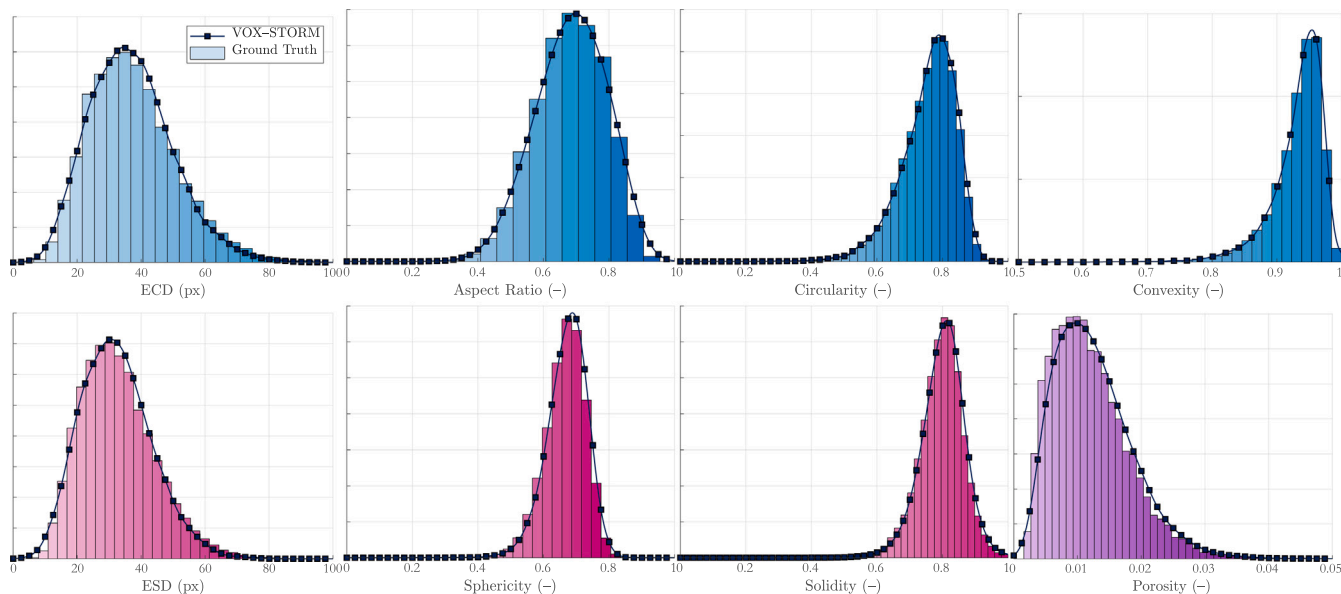 VOX–STORM
Ground Truth
0 20 40 60 80 100
ECD (px)
0 0.2 0.4 0.6 0.8 1
Aspect Ratio (–)
0 0.2 0.4 0.6 0.8 1
Circularity (–)
0.5 0.6 0.7 0.8 0.9 1
Convexity (–)
0 20 40 60 80 100
ESD (px)
0 0.2 0.4 0.6 0.8 1
Sphericity (–)
0 0.2 0.4 0.6 0.8 1
Solidity (–)
0 0.01 0.02 0.03 0.04 0.05
Porosity (–)